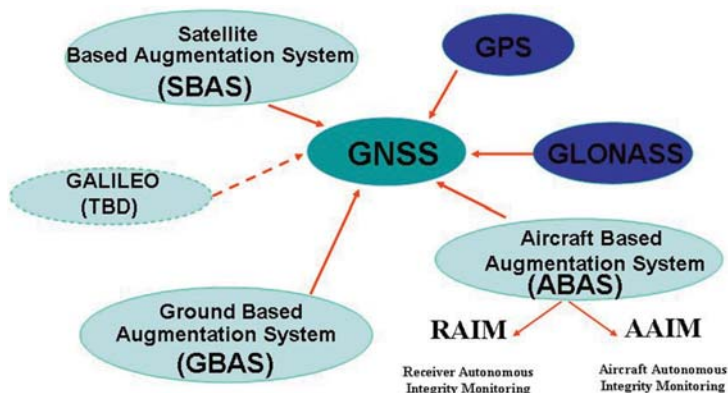 Satellite
Based Augmentation System
(SBAS)
GPS
GNSS
GLONASS
GALILEO
(TBD)
Aircraft Based
Augmentation System
(ABAS)
Ground Based
Augmentation System
(GBAS)
RAIM
AAIM
Receiver Autonomous
Integrity Monitoring
Aircraft Autonomous
Integrity Monitoring